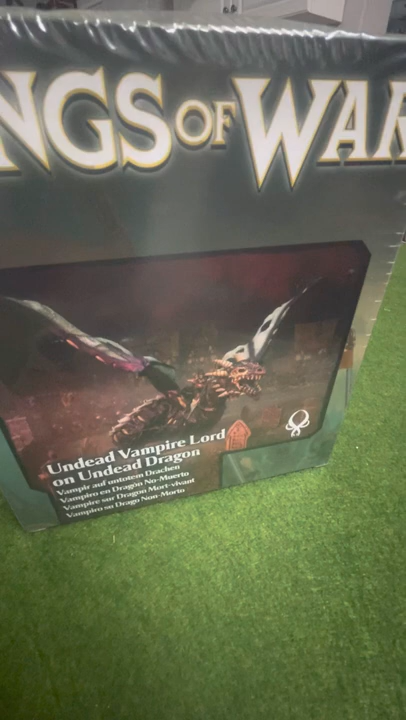 NGS OF WAR
Undead Vampire Lord
on Undead Dragon
Vampir auf untotem Drachen
Vampiro en Dragón No-Muerto
Vampire sur Dragon Mort-vivant
Vampiro su Drago Non-Morto